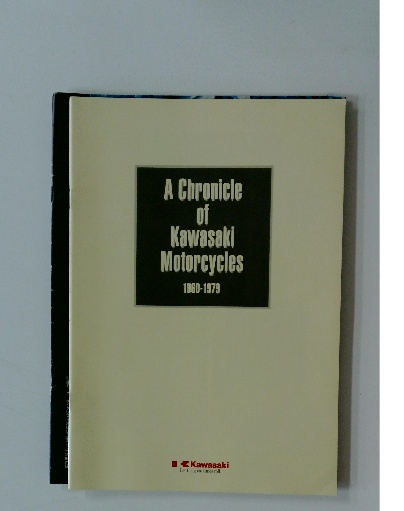 A Chronicle
of
Kawasaki
Motorcycles
1960-1979
Kawasaki